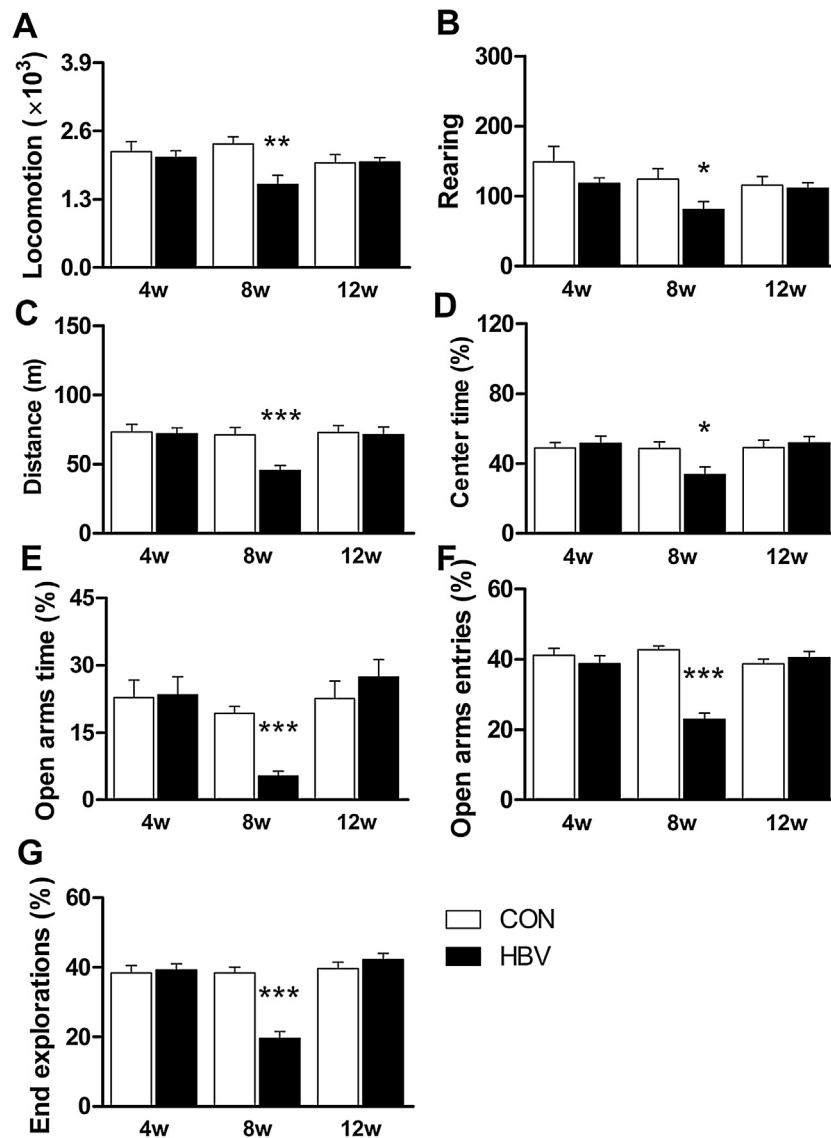 A
Locomotion (×10³)
3.9
2.6
1.3
0.0
**
4w 8w 12w
B
Rearing
300
200
100
0
*
4w 8w 12w
C
Distance (m)
150
100
50
0
***
4w 8w 12w
D
Center time (%)
120
80
40
0
*
4w 8w 12w
E
Open arms time (%)
45
30
15
0
***
4w 8w 12w
F
Open arms entries (%)
60
40
20
0
***
4w 8w 12w
G
End explorations (%)
60
40
20
0
***
4w 8w 12w
CON
HBV